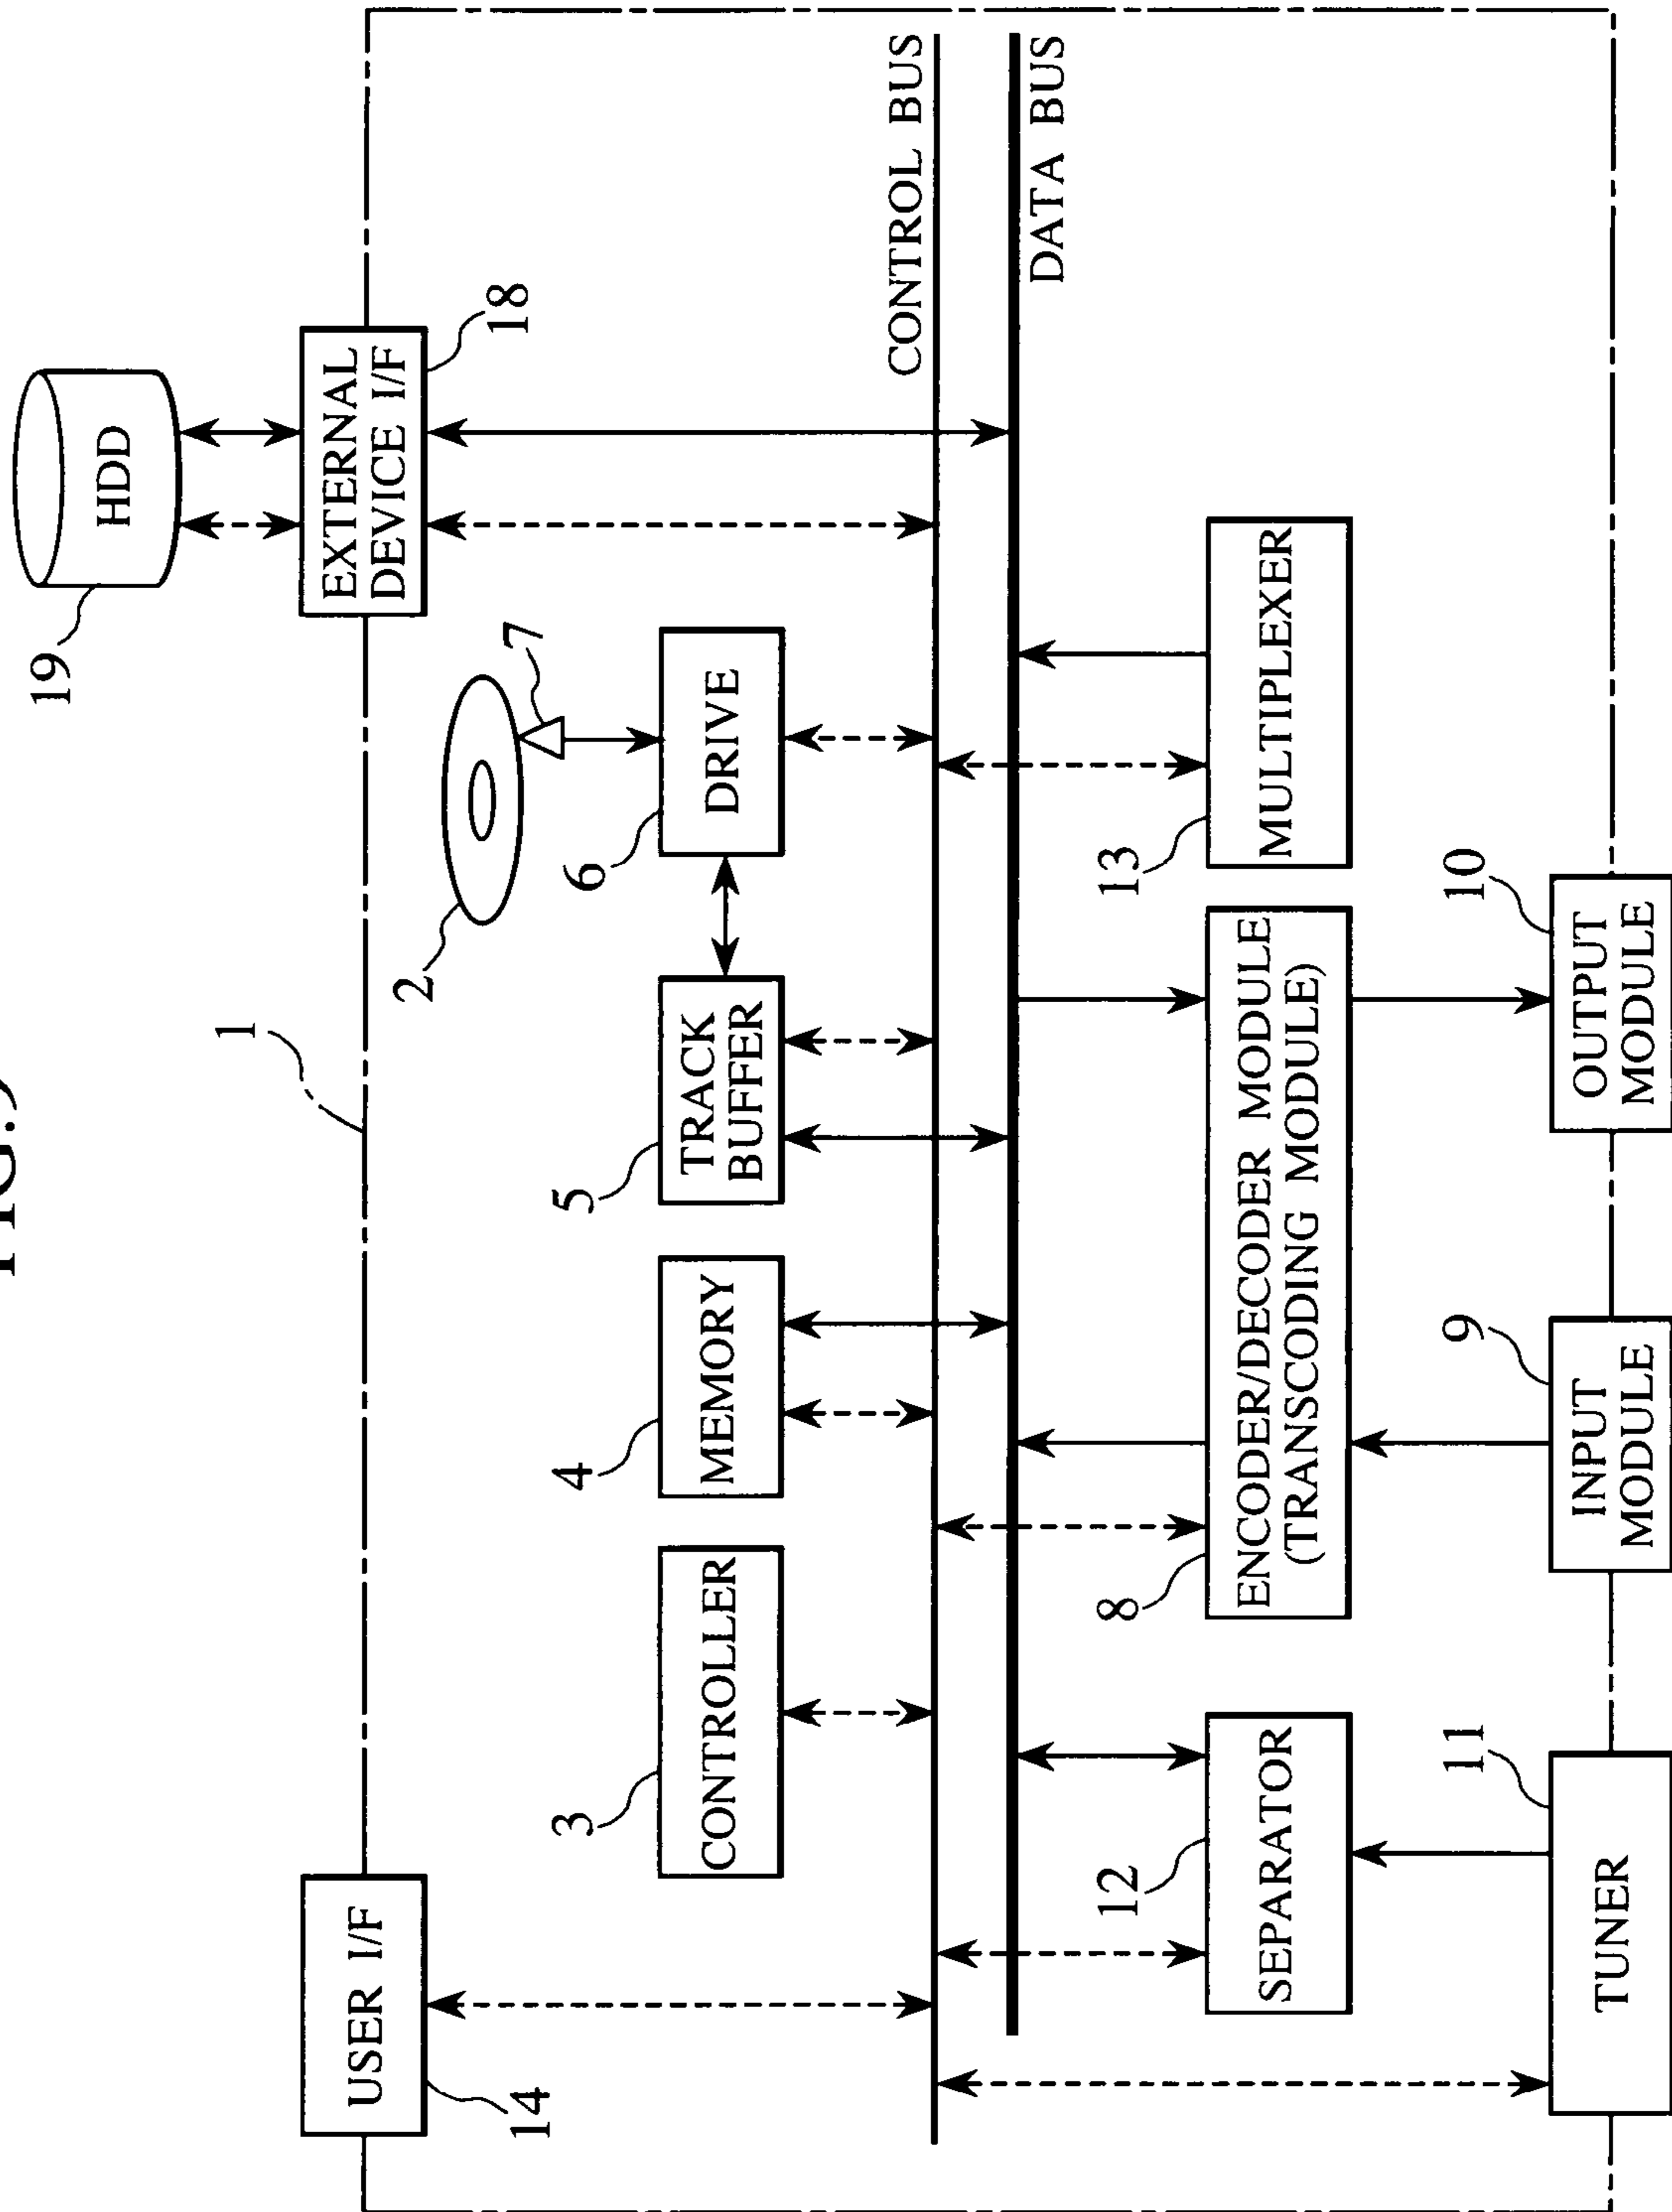 1
19
HDD
USER I/F
14
EXTERNAL
DEVICE I/F
18
2
7
3
CONTROLLER
4
MEMORY
5
TRACK
BUFFER
6
DRIVE
CONTROL BUS
DATA BUS
12
SEPARATOR
8
ENCODER/DECODER MODULE
(TRANSCODING MODULE)
13
MULTIPLEXER
11
TUNER
9
INPUT
MODULE
10
OUTPUT
MODULE